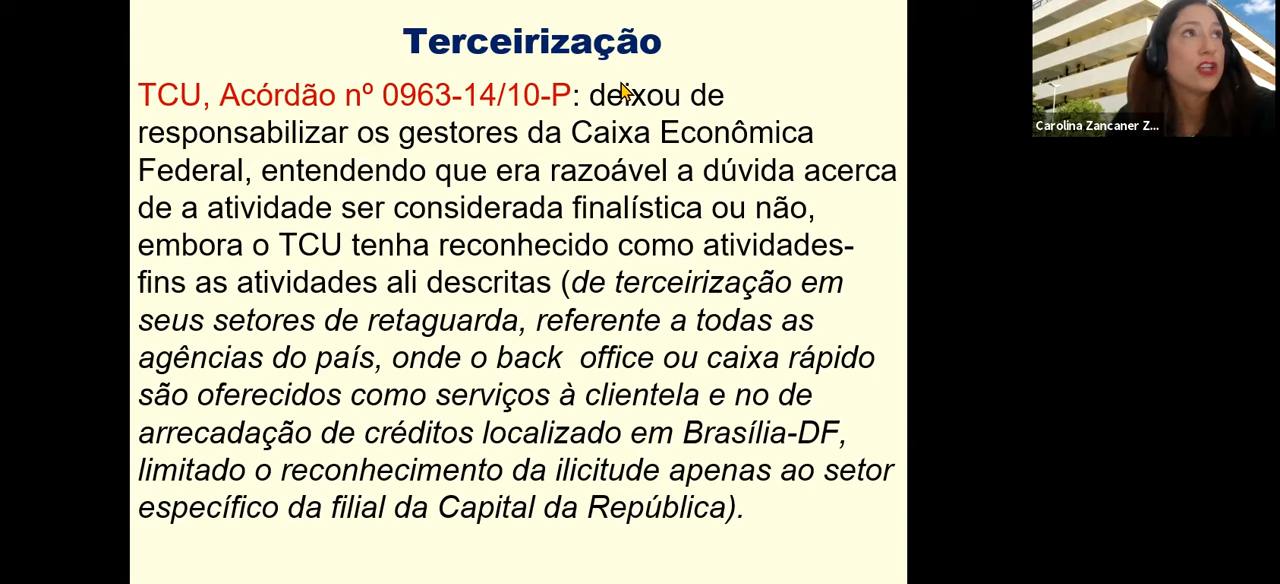 Terceirização
TCU, Acórdão nº 0963-14/10-P: deixou de
responsabilizar os gestores da Caixa Econômica
Federal, entendendo que era razoável a dúvida acerca
de a atividade ser considerada finalística ou não,
embora o TCU tenha reconhecido como atividades-
fins as atividades ali descritas (de terceirização em
seus setores de retaguarda, referente a todas as
agências do país, onde o back office ou caixa rápido
são oferecidos como serviços à clientela e no de
arrecadação de créditos localizado em Brasília-DF,
limitado o reconhecimento da ilicitude apenas ao setor
específico da filial da Capital da República).
Carolina Zancaner Z...